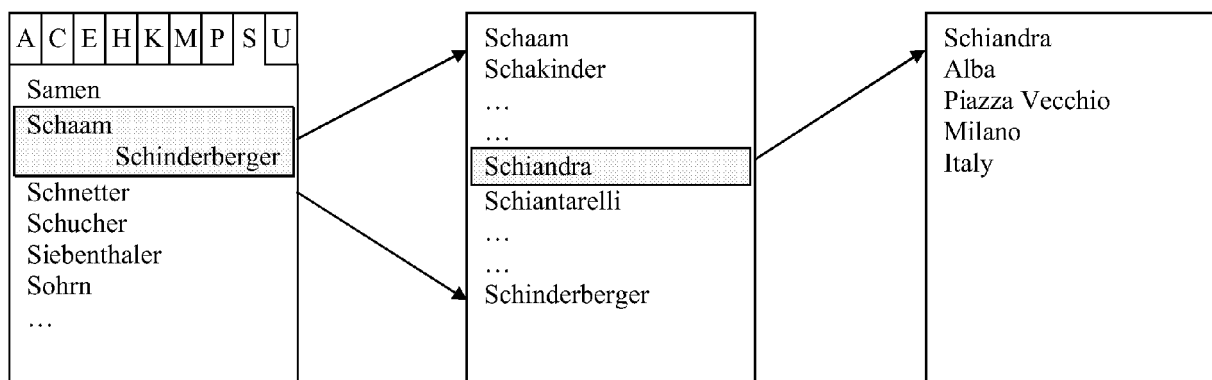 A C E H K M P S U
Samen
Schaam
Schinderberger
Schnetter
Schucher
Siebenthaler
Sohrn
…
Schaam
Schakinder
…
…
Schiandra
Schiantarelli
…
…
Schinderberger
Schiandra
Alba
Piazza Vecchio
Milano
Italy